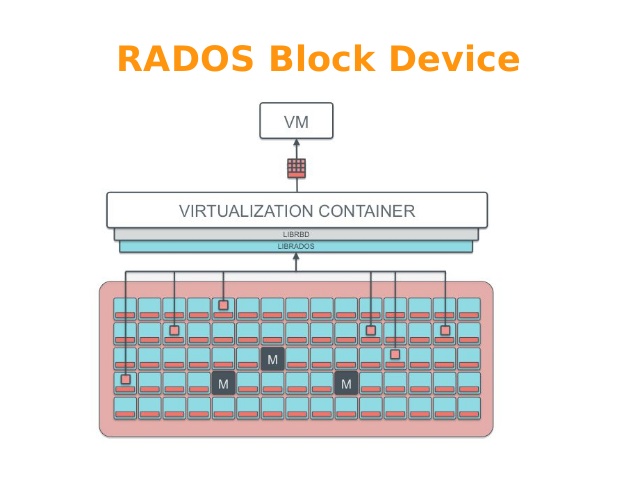 RADOS Block Device
VM
VIRTUALIZATION CONTAINER
LIBRBD
LIBRADOS
M
M
M